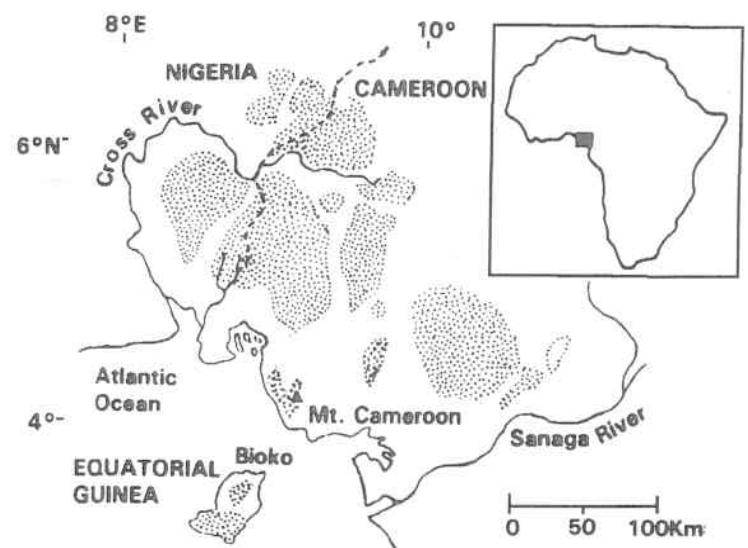 8°E
10°
NIGERIA
CAMEROON
Cross River
6°N
Atlantic
Ocean
4°
Mt. Cameroon
Sanaga River
Bioko
EQUATORIAL
GUINEA
0 50 100Km